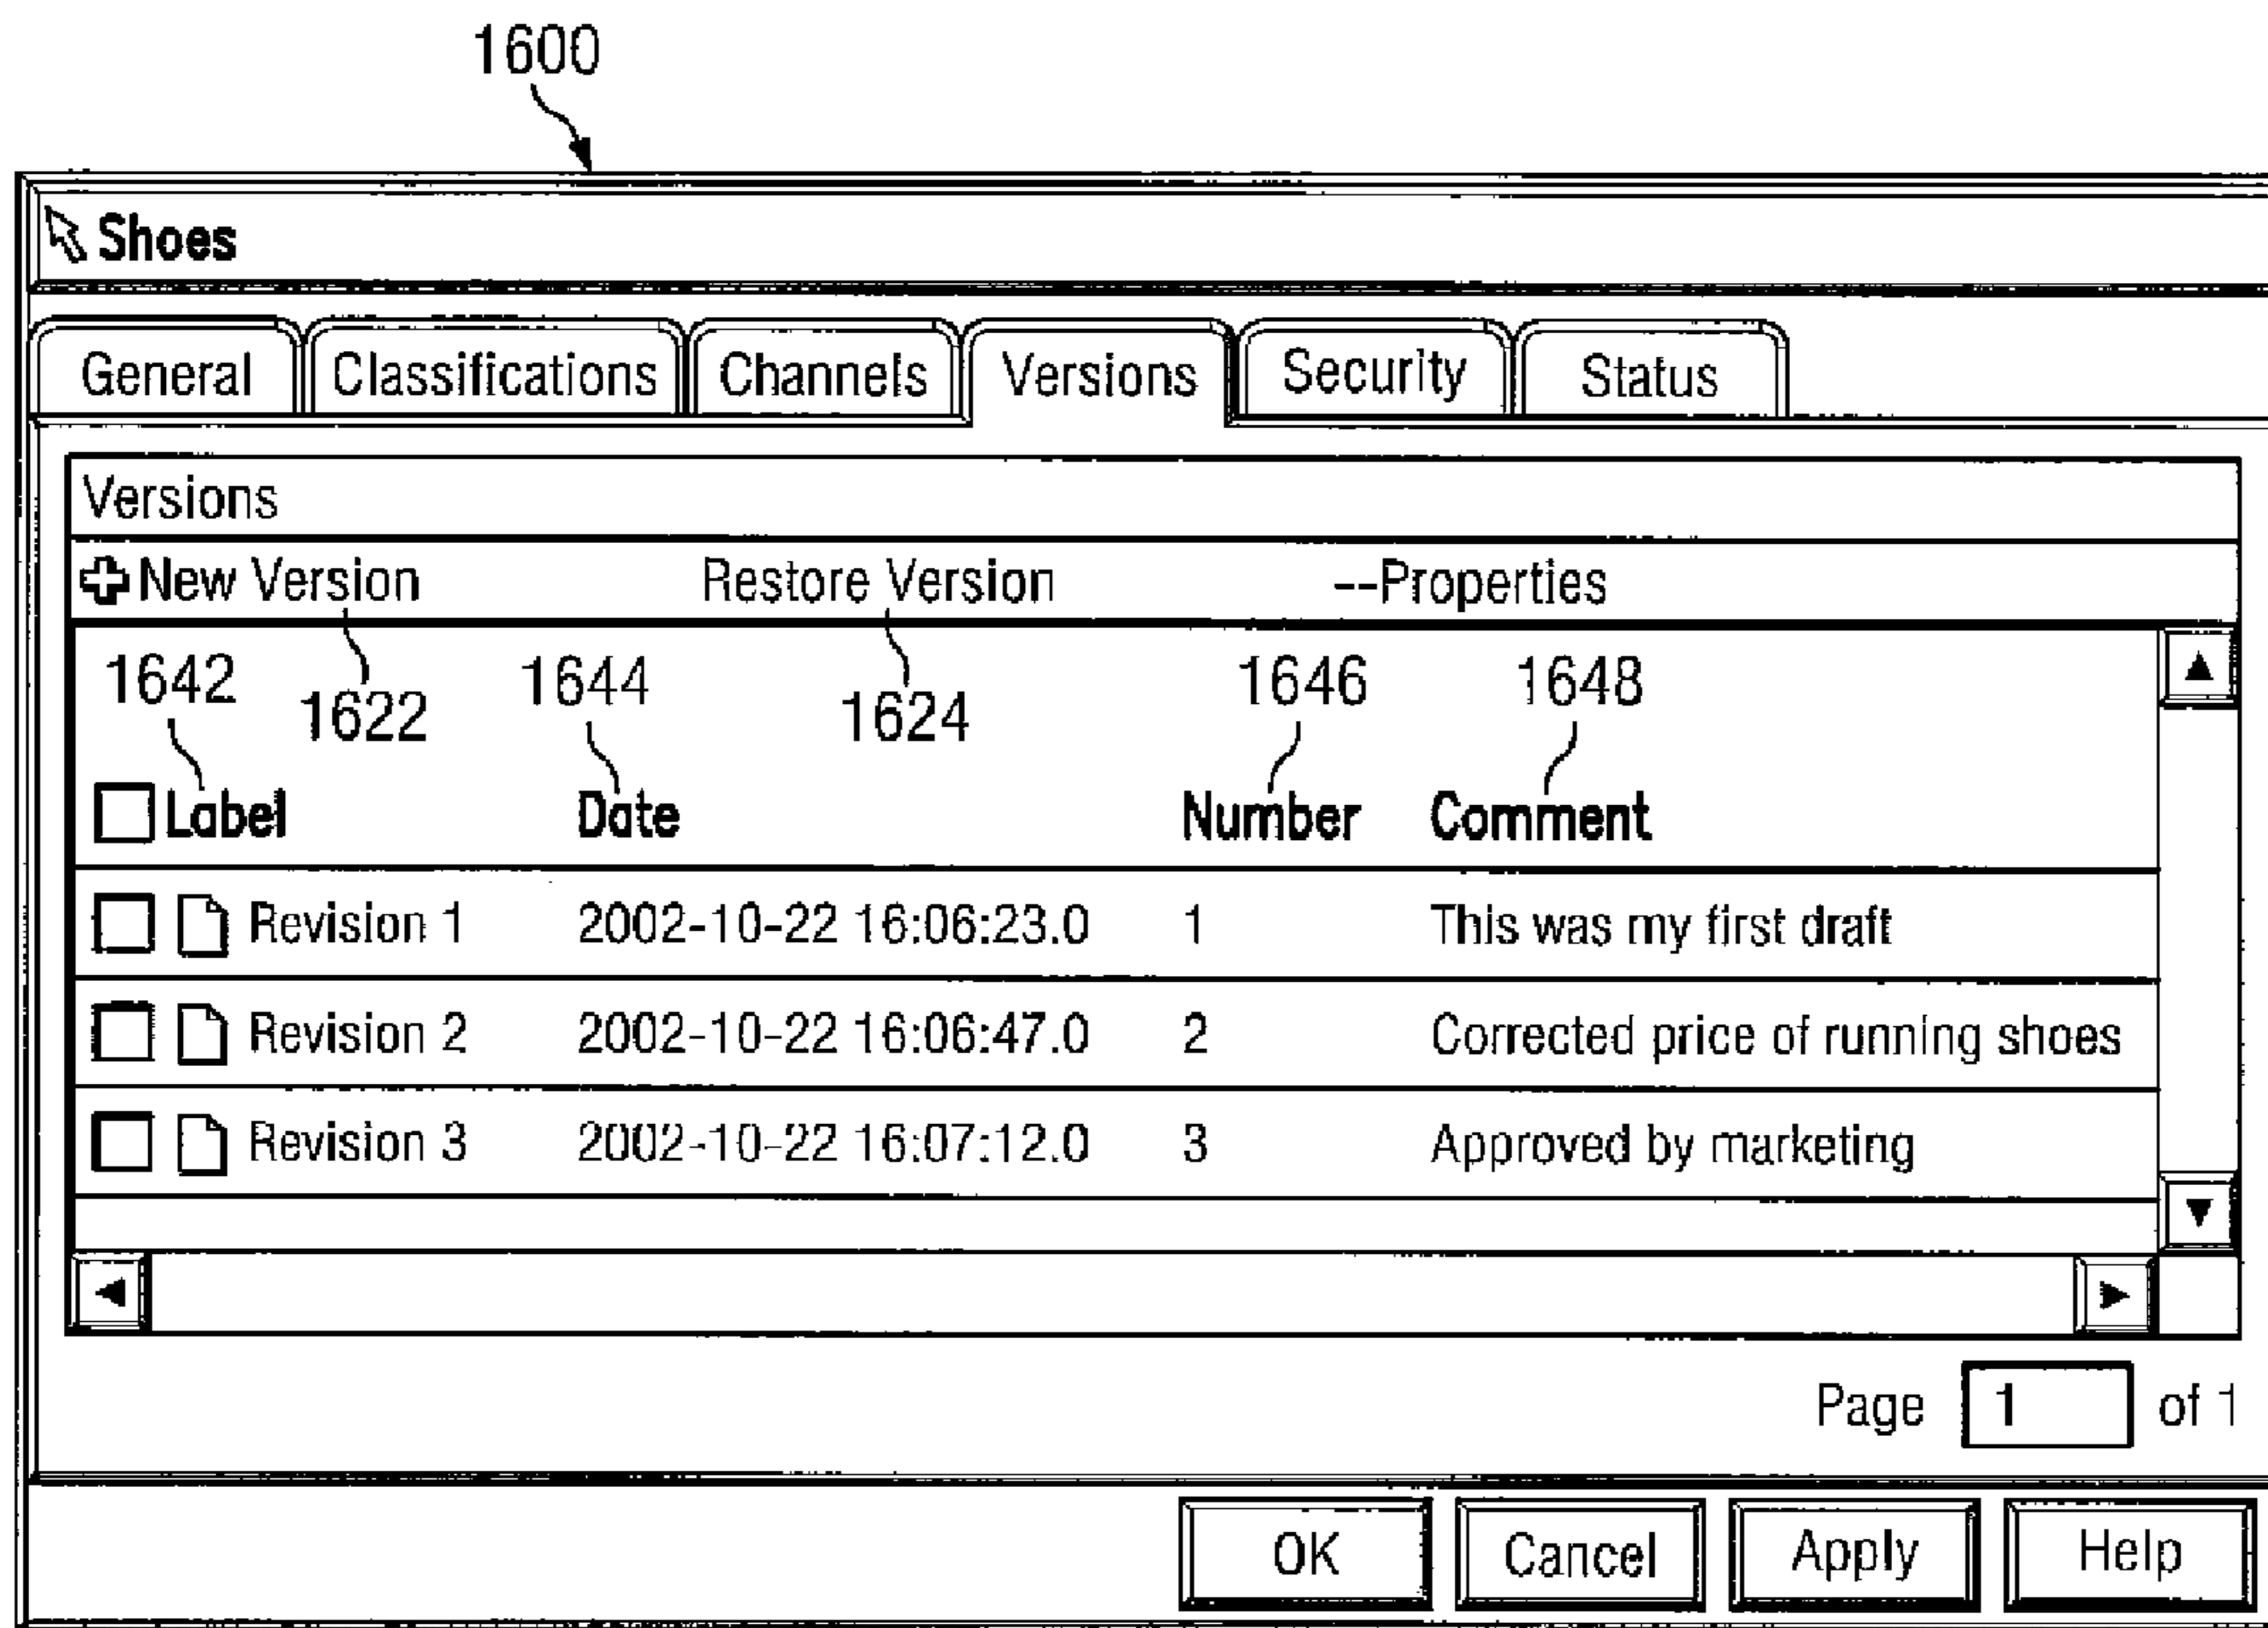 1600
Shoes
General Classifications Channels Versions Security Status
Versions
New Version Restore Version --Properties
1642 1622 1644 1624 1646 1648
Label Date Number Comment
Revision 1 2002-10-22 16:06:23.0 1 This was my first draft
Revision 2 2002-10-22 16:06:47.0 2 Corrected price of running shoes
Revision 3 2002-10-22 16:07:12.0 3 Approved by marketing
Page 1 of 1
OK Cancel Apply Help